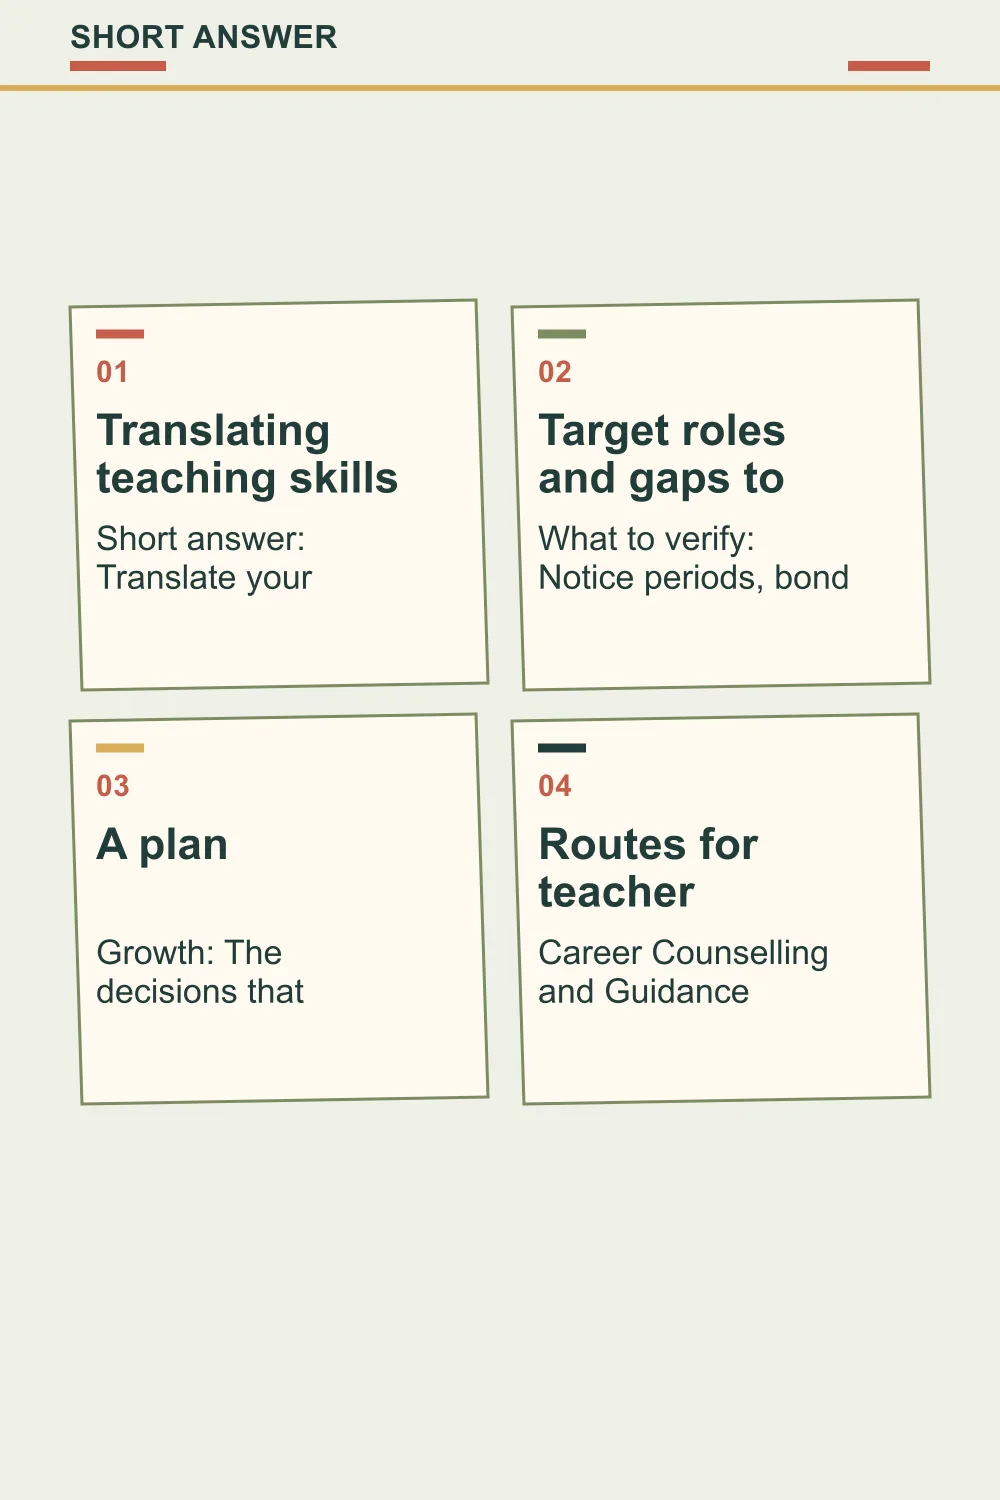 SHORT ANSWER
01
Translating
teaching skills
Short answer:
Translate your
02
Target roles
and gaps to
What to verify:
Notice periods, bond
03
A plan
Growth: The
decisions that
04
Routes for
teacher
Career Counselling
and Guidance